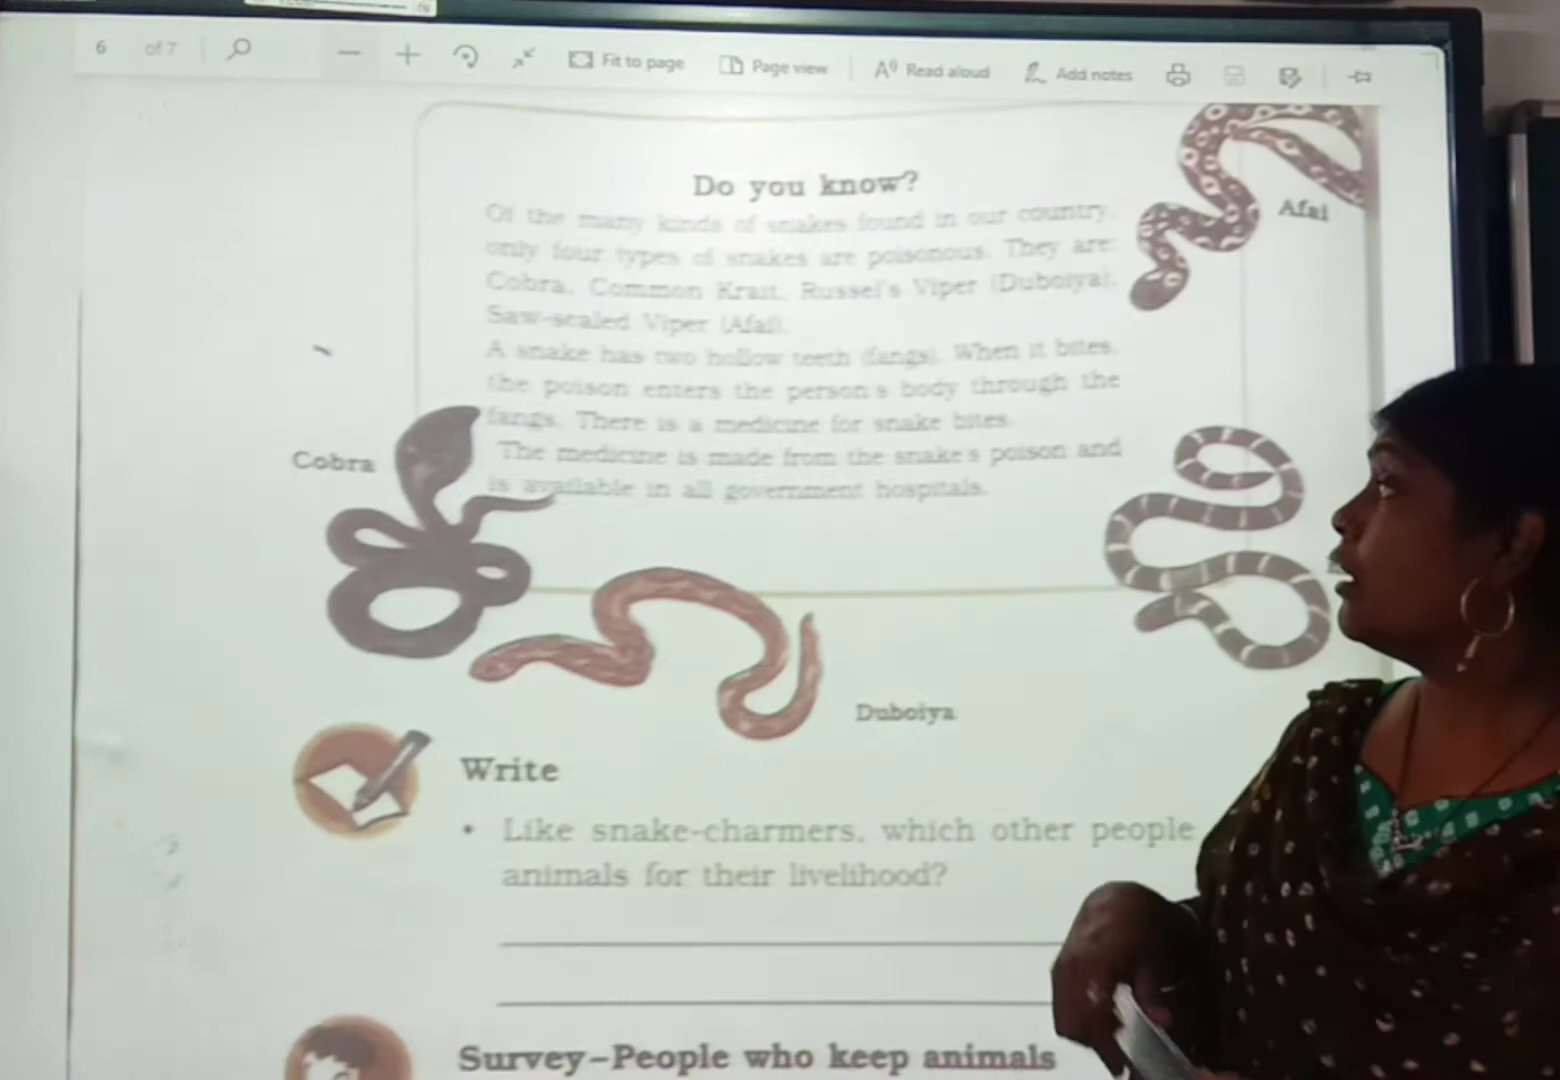 6 of 7 Fit to page Page view Read aloud Add notes
Do you know?
Of the many kinds of snakes found in our country,
only four types of snakes are poisonous. They are:
Cobra, Common Krait, Russel's Viper (Duboiya),
Saw-scaled Viper (Afai).
A snake has two hollow teeth (fangs). When it bites,
the poison enters the person's body through the
fangs. There is a medicine for snake bites.
The medicine is made from the snake's poison and
is available in all government hospitals.
Afai
Cobra
Duboiya
Write
• Like snake-charmers, which other people
animals for their livelihood?
Survey–People who keep animals